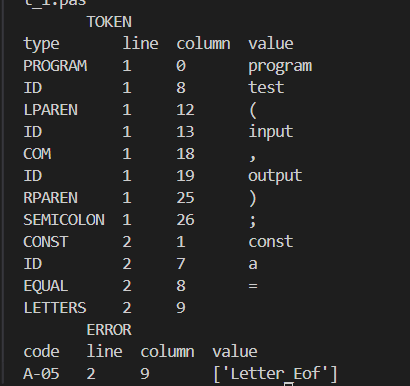 t_1.pas
TOKEN
type line column value
PROGRAM 1 0 program
ID 1 8 test
LPAREN 1 12 (
ID 1 13 input
COM 1 18 ,
ID 1 19 output
RPAREN 1 25 )
SEMICOLON 1 26 ;
CONST 2 1 const
ID 2 7 a
EQUAL 2 8 =
LETTERS 2 9
ERROR
code line column value
A-05 2 9 ['Letter Eof']